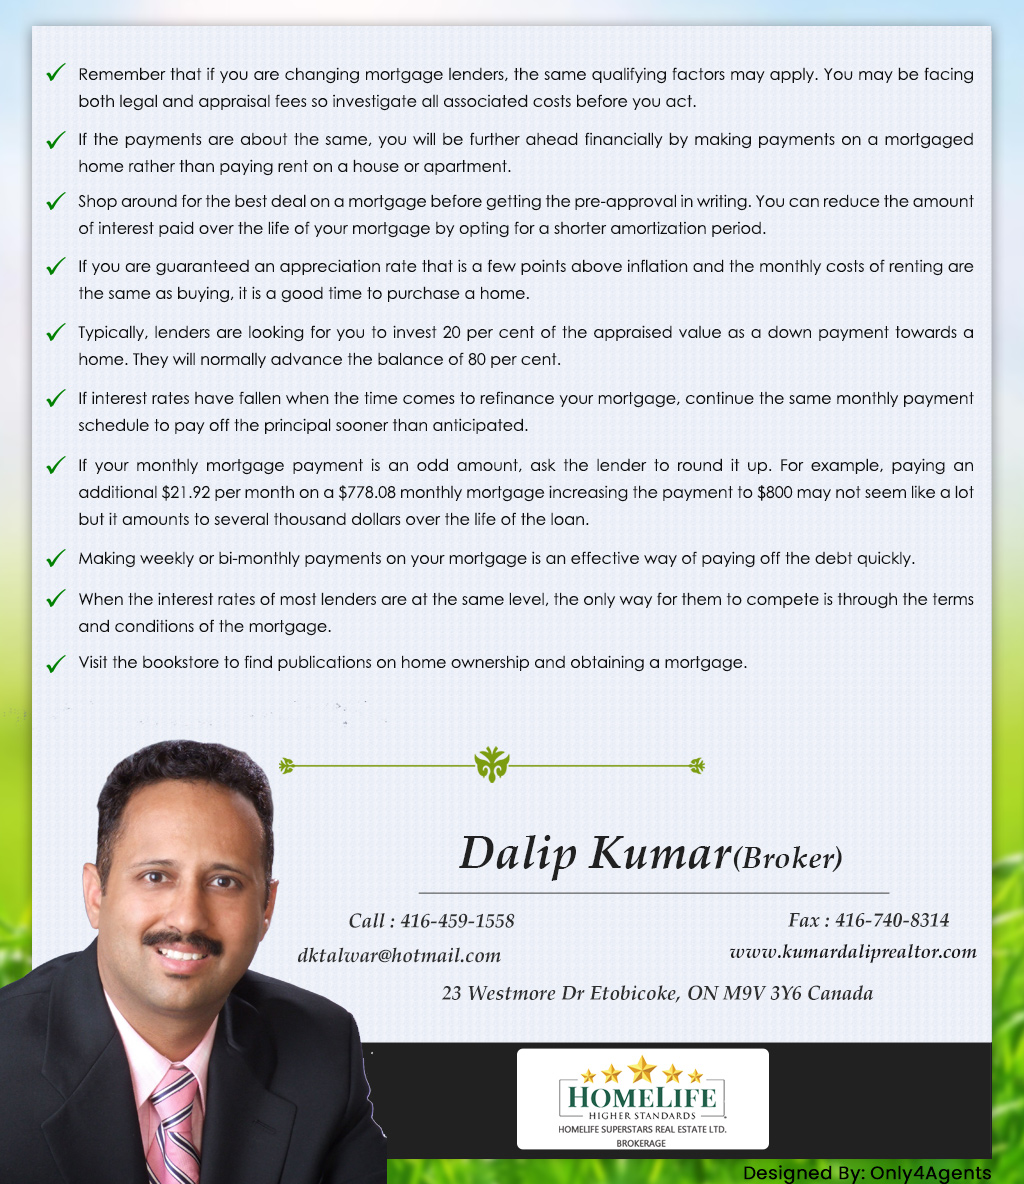 Remember that if you are changing mortgage lenders, the same qualifying factors may apply. You may be facing
both legal and appraisal fees so investigate all associated costs before you act.
If the payments are about the same, you will be further ahead financially by making payments on a mortgaged
home rather than paying rent on a house or apartment.
Shop around for the best deal on a mortgage before getting the pre-approval in writing. You can reduce the amount
of interest paid over the life of your mortgage by opting for a shorter amortization period.
If you are guaranteed an appreciation rate that is a few points above inflation and the monthly costs of renting are
the same as buying, it is a good time to purchase a home.
Typically, lenders are looking for you to invest 20 per cent of the appraised value as a down payment towards a
home. They will normally advance the balance of 80 per cent.
If interest rates have fallen when the time comes to refinance your mortgage, continue the same monthly payment
schedule to pay off the principal sooner than anticipated.
If your monthly mortgage payment is an odd amount, ask the lender to round it up. For example, paying an
additional $21.92 per month on a $778.08 monthly mortgage increasing the payment to $800 may not seem like a lot
but it amounts to several thousand dollars over the life of the loan.
Making weekly or bi-monthly payments on your mortgage is an effective way of paying off the debt quickly.
When the interest rates of most lenders are at the same level, the only way for them to compete is through the terms
and conditions of the mortgage.
Visit the bookstore to find publications on home ownership and obtaining a mortgage.
Dalip Kumar(Broker)
Call : 416-459-1558
Fax : 416-740-8314
dktalwar@hotmail.com
www.kumardaliprealtor.com
23 Westmore Dr Etobicoke, ON M9V 3Y6 Canada
HOMELIFE
HIGHER STANDARDS
HOMELIFE SUPERSTARS REAL ESTATE LTD.
BROKERAGE
Designed By: Only4Agents